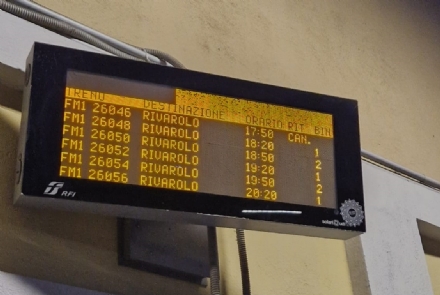 TRENO DESTINAZIONE ORARIO RIT BIN
FM1 26046 RIVAROLO 17:50 CAN.
FM1 26048 RIVAROLO 18:20 1
FM1 26050 RIVAROLO 18:50 2
FM1 26052 RIVAROLO 19:20 1
FM1 26054 RIVAROLO 19:50 2
FM1 26056 RIVAROLO 20:20 1
RFI